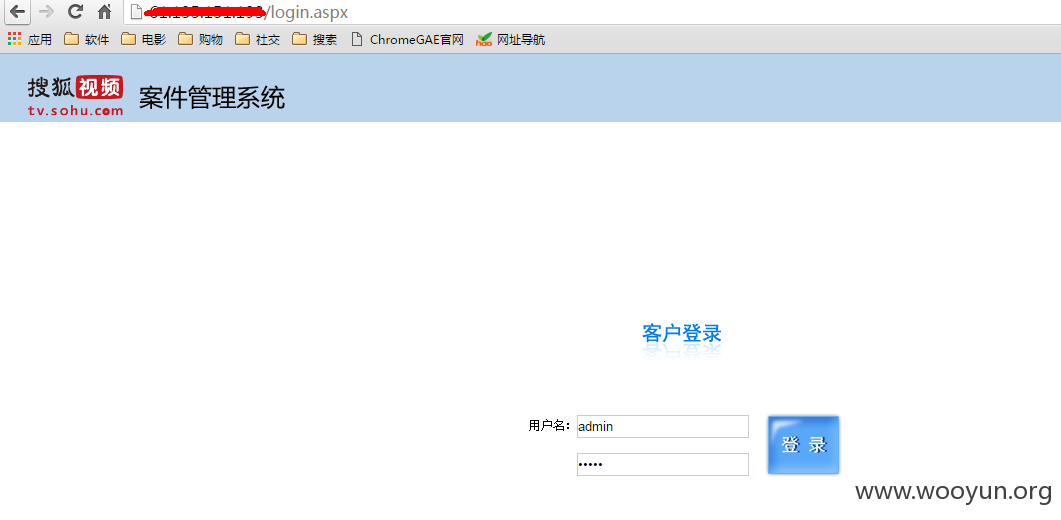 /login.aspx
应用 软件 电影 购物 社交 搜索 ChromeGAE官网 hao 网址导航
搜狐视频 案件管理系统
tv.sohu.com
客户登录
用户名： admin
•••••
登 录
www.wooyun.org